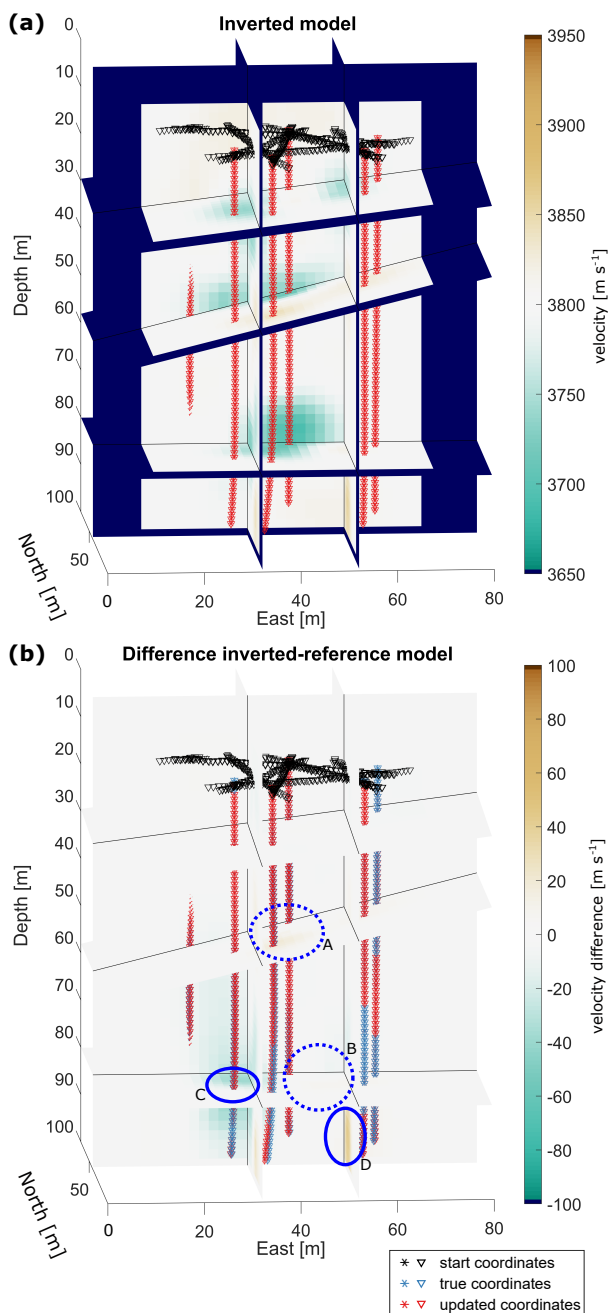 (a)
Inverted model
0
10
20
30
40
50
60
70
80
90
100
Depth [m]
North [m]
50
0
20
40
60
80
East [m]
3950
3900
3850
3800
3750
3700
3650
velocity [m s⁻¹]
(b)
Difference inverted-reference model
0
10
20
30
40
50
60
70
80
90
100
Depth [m]
North [m]
50
0
20
40
60
80
East [m]
A
B
C
D
100
80
60
40
20
0
-20
-40
-60
-80
-100
velocity difference [m s⁻¹]
start coordinates
true coordinates
updated coordinates